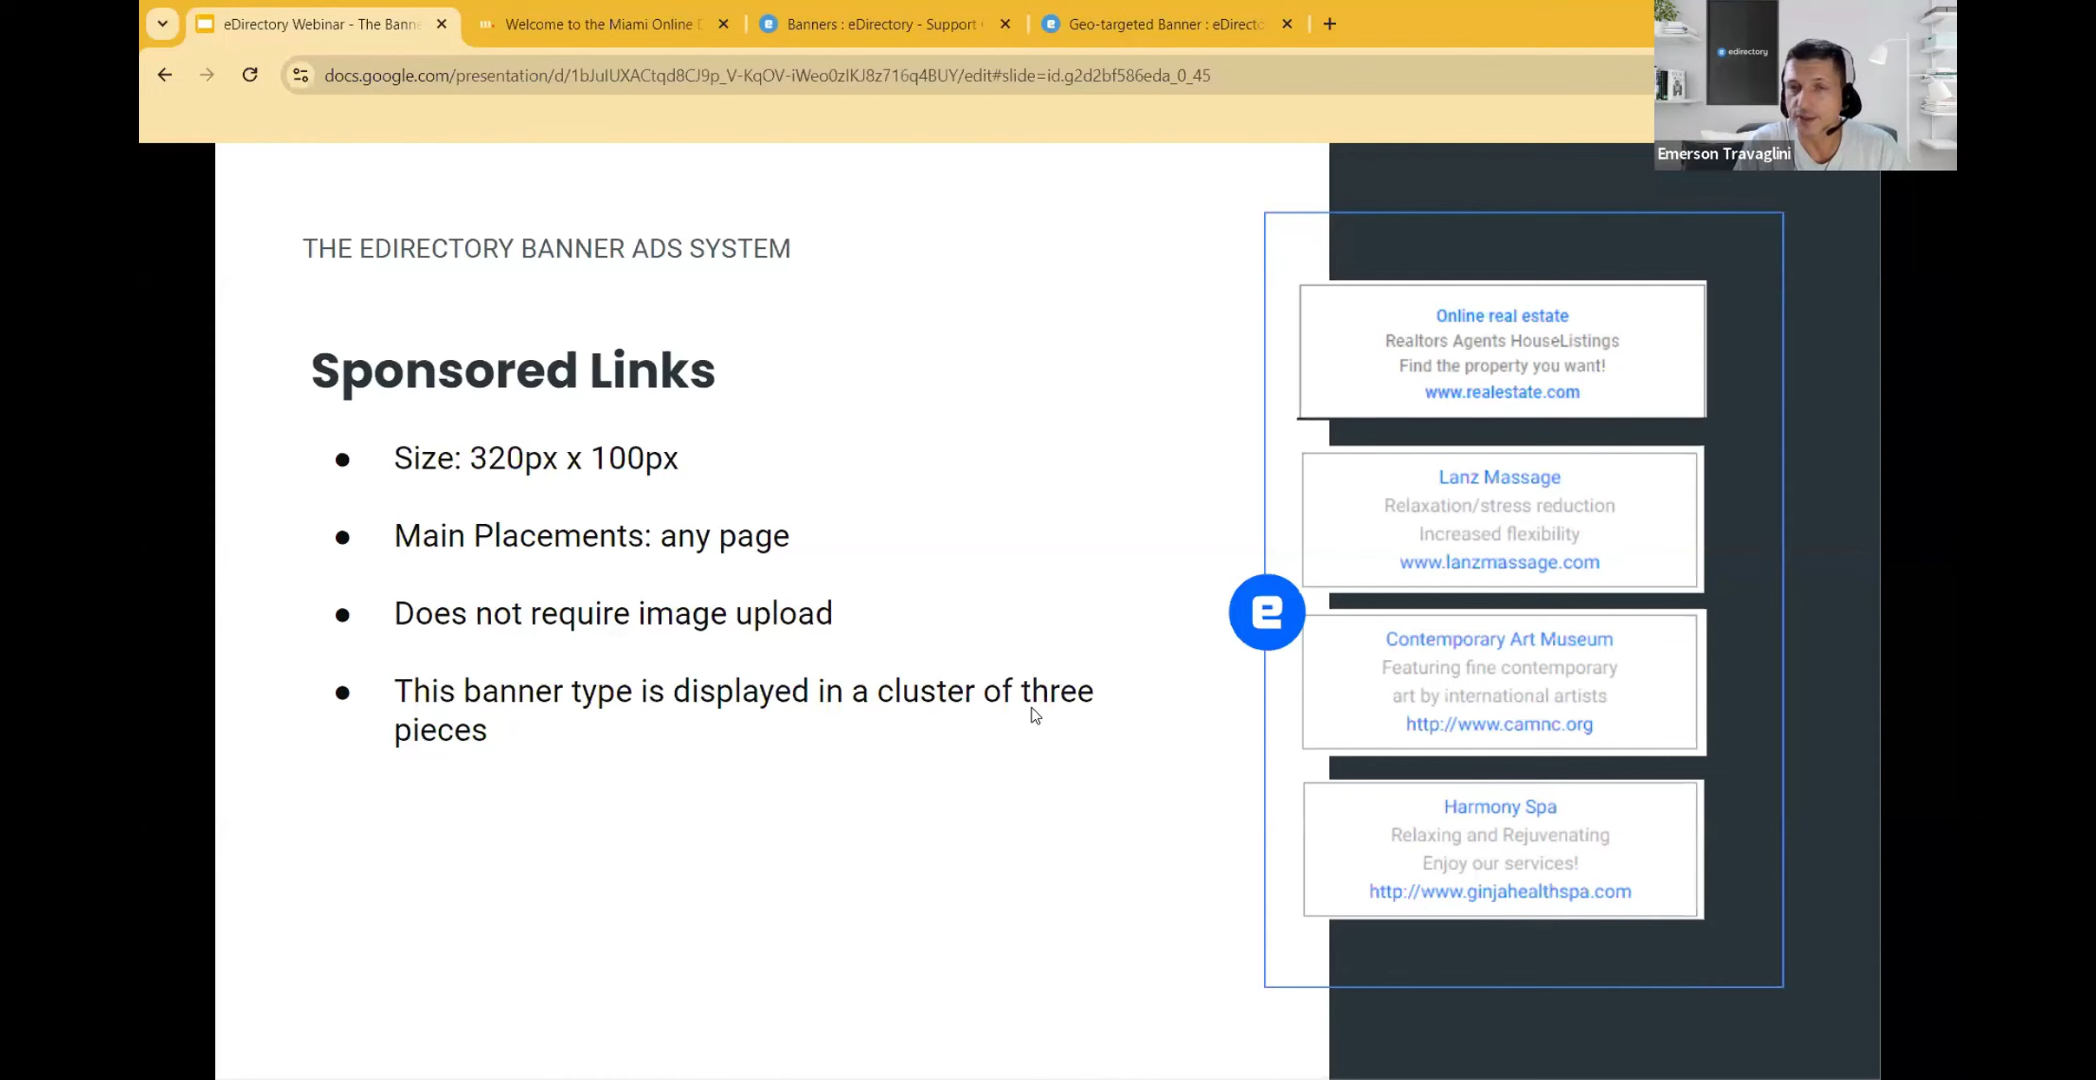 eDirectory Webinar - The Banne
Welcome to the Miami Online D
Banners : eDirectory - Support
Geo-targeted Banner : eDirecto
docs.google.com/presentation/d/1bJuIUXACtqd8CJ9p_V-KqOV-iWeo0zIKJ8z716q4BUY/edit#slide=id.g2d2bf586eda_0_45
edirectory
Emerson Travaglini
THE EDIRECTORY BANNER ADS SYSTEM
Sponsored Links
● Size: 320px x 100px
● Main Placements: any page
● Does not require image upload
● This banner type is displayed in a cluster of three
pieces
e
Online real estate
Realtors Agents HouseListings
Find the property you want!
www.realestate.com
Lanz Massage
Relaxation/stress reduction
Increased flexibility
www.lanzmassage.com
Contemporary Art Museum
Featuring fine contemporary
art by international artists
http://www.camnc.org
Harmony Spa
Relaxing and Rejuvenating
Enjoy our services!
http://www.ginjahealthspa.com